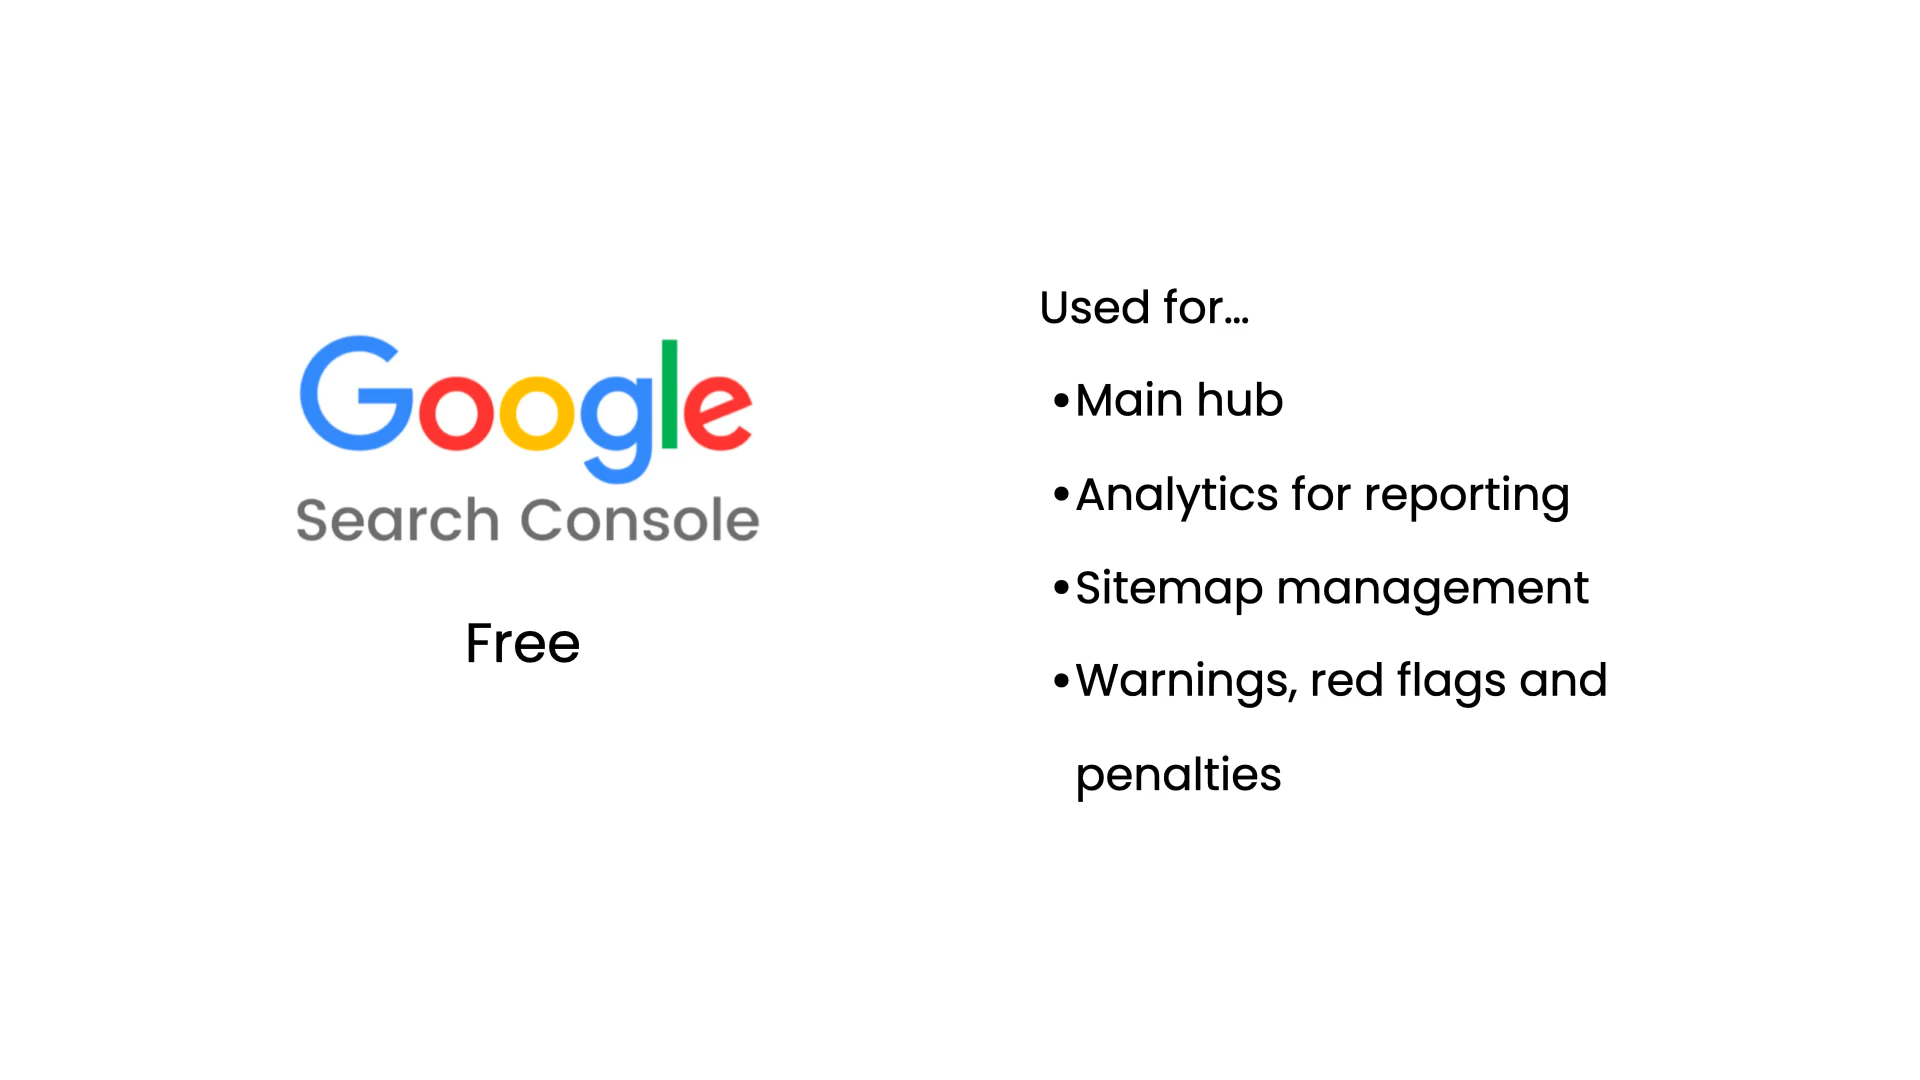 Google
Search Console
Free
Used for...
•Main hub
•Analytics for reporting
•Sitemap management
•Warnings, red flags and
penalties